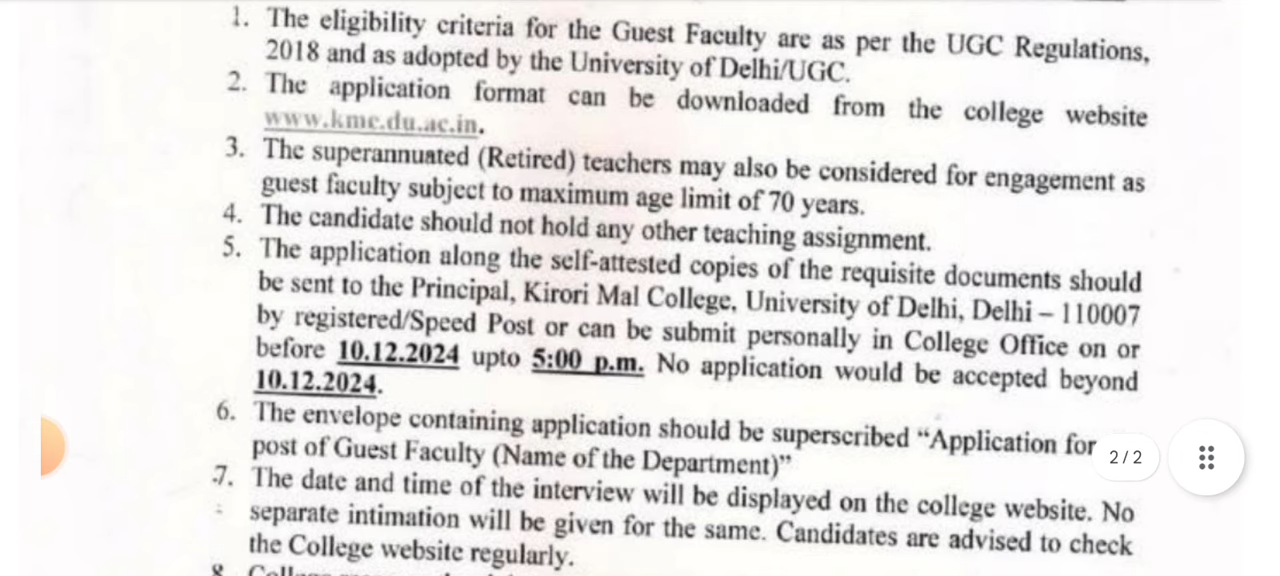 1. The eligibility criteria for the Guest Faculty are as per the UGC Regulations,
2018 and as adopted by the University of Delhi/UGC.
2. The application format can be downloaded from the college website
www.kmc.du.ac.in.
3. The superannuated (Retired) teachers may also be considered for engagement as
guest faculty subject to maximum age limit of 70 years.
4. The candidate should not hold any other teaching assignment.
5. The application along the self-attested copies of the requisite documents should
be sent to the Principal, Kirori Mal College, University of Delhi, Delhi – 110007
by registered/Speed Post or can be submit personally in College Office on or
before 10.12.2024 upto 5:00 p.m. No application would be accepted beyond
10.12.2024.
6. The envelope containing application should be superscribed “Application for
post of Guest Faculty (Name of the Department)”
2/2
7. The date and time of the interview will be displayed on the college website. No
separate intimation will be given for the same. Candidates are advised to check
the College website regularly.
8.